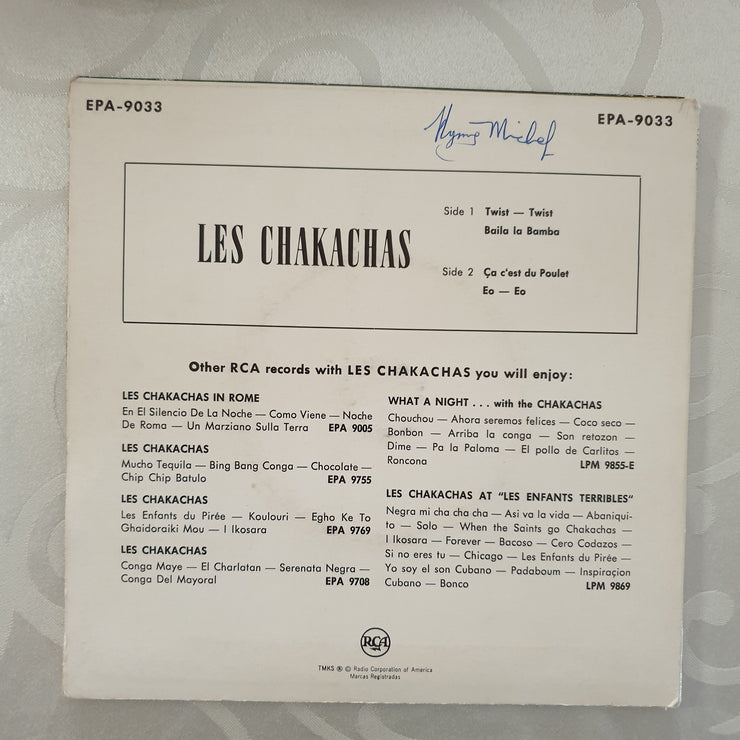 EPA-9033
EPA-9033
Michel
LES CHAKACHAS
Side 1 Twist — Twist
Baila la Bamba
Side 2 Ça c'est du Poulet
Eo — Eo
Other RCA records with LES CHAKACHAS you will enjoy:
LES CHAKACHAS IN ROME
En El Silencio De La Noche — Como Viene — Noche
De Roma — Un Marziano Sulla Terra EPA 9005
LES CHAKACHAS
Mucho Tequila — Bing Bang Conga — Chocolate —
Chip Chip Batulo EPA 9755
LES CHAKACHAS
Les Enfants du Pirée — Koulouri — Egho Ke To
Ghaidoraiki Mou — I Ikosara EPA 9769
LES CHAKACHAS
Conga Maye — El Charlatan — Serenata Negra —
Conga Del Mayoral EPA 9708
WHAT A NIGHT . . . with the CHAKACHAS
Chouchou — Ahora seremos felices — Coco seco —
Bonbon — Arriba la conga — Son retozon —
Dime — Pa la Paloma — El pollo de Carlitos —
Roncona LPM 9855-E
LES CHAKACHAS AT "LES ENFANTS TERRIBLES"
Negra mi cha cha cha — Asi va la vida — Abaniqui-
to — Solo — When the Saints go Chakachas —
I Ikosara — Forever — Bacoso — Cero Codazos —
Si no eres tu — Chicago — Les Enfants du Pirée —
Yo soy el son Cubano — Padaboum — Inspiraçion
Cubano — Bonco LPM 9869
RCA
TMKS ® © Radio Corporation of America
Marcas Registradas